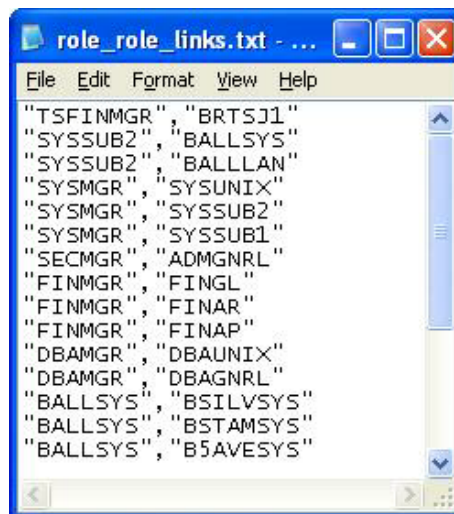 role_role_links.txt - ...
File Edit Format View Help
"TSFINMGR","BRTSJ1"
"SYSSUB2","BALLSYS"
"SYSSUB2","BALLLAN"
"SYSMGR","SYSUNIX"
"SYSMGR","SYSSUB2"
"SYSMGR","SYSSUB1"
"SECMGR","ADMGNRL"
"FINMGR","FINGL"
"FINMGR","FINAR"
"FINMGR","FINAP"
"DBAMGR","DBAUNIX"
"DBAMGR","DBAGNRL"
"BALLSYS","BSILVSYS"
"BALLSYS","BSTAMSYS"
"BALLSYS","B5AVESYS"